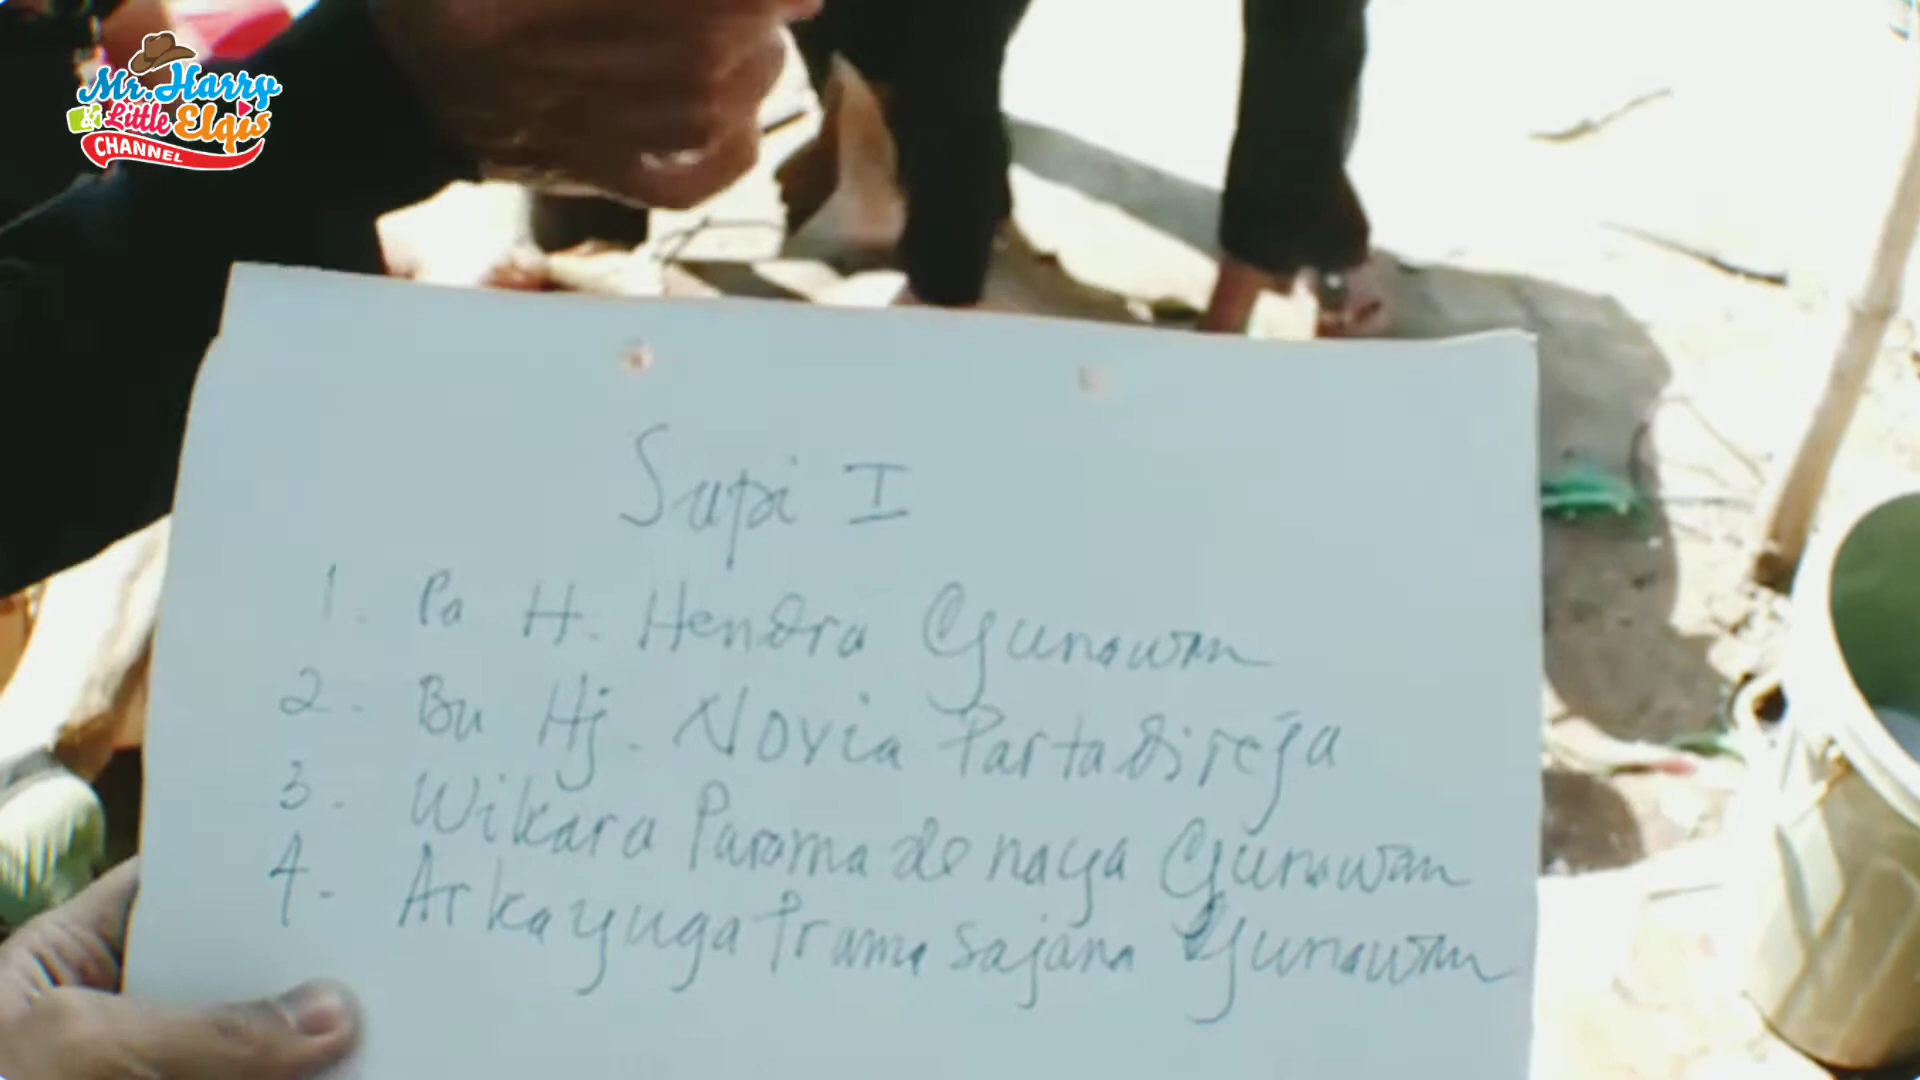 Mr. Harry
& Little Elqis
CHANNEL
Sapi I
1. Pa H. Hendra Gunawan
2. Bu Hj. Novia Partadireja
3. Wikara Paramadenaya Gunawan
4. Arkayuga Pramasajana Gunawan